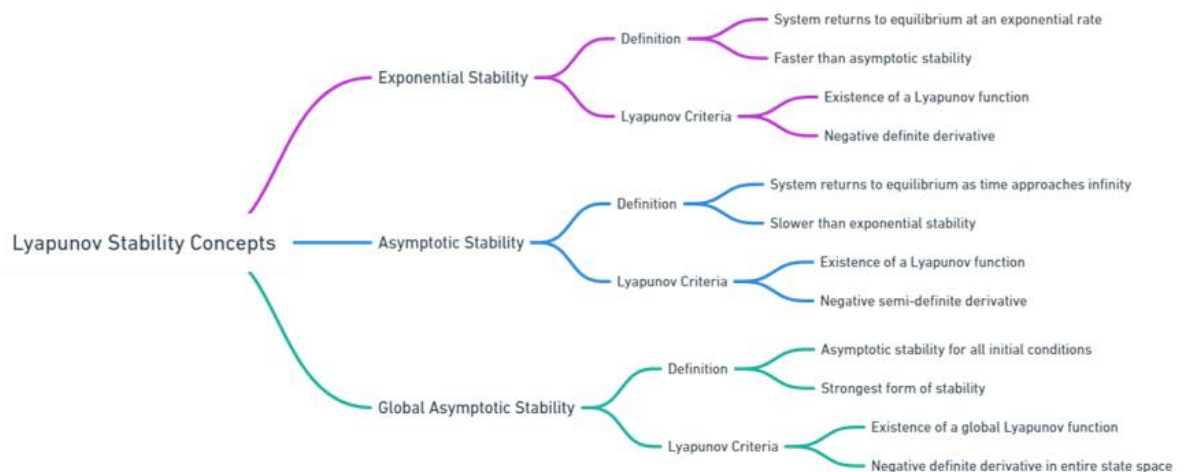 Lyapunov Stability Concepts
Exponential Stability
Definition
System returns to equilibrium at an exponential rate
Faster than asymptotic stability
Lyapunov Criteria
Existence of a Lyapunov function
Negative definite derivative
Asymptotic Stability
Definition
System returns to equilibrium as time approaches infinity
Slower than exponential stability
Lyapunov Criteria
Existence of a Lyapunov function
Negative semi-definite derivative
Global Asymptotic Stability
Definition
Asymptotic stability for all initial conditions
Strongest form of stability
Lyapunov Criteria
Existence of a global Lyapunov function
Negative definite derivative in entire state space